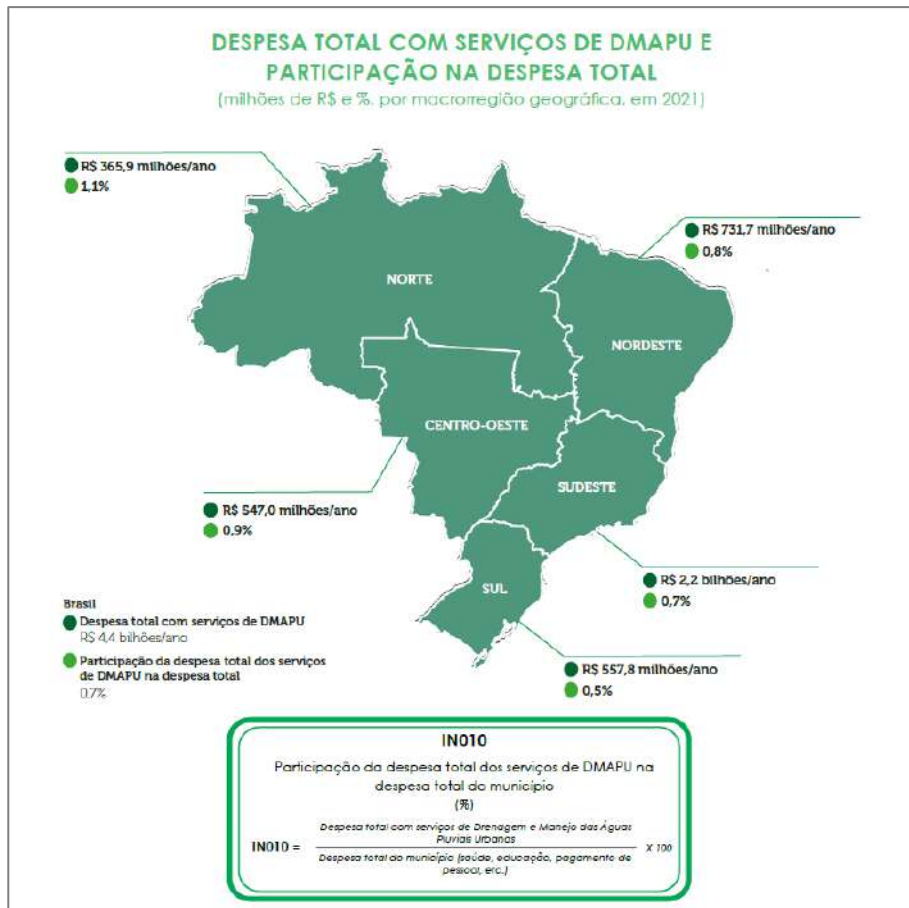 DESPESA TOTAL COM SERVIÇOS DE DMAPU E
PARTICIPAÇÃO NA DESPESA TOTAL
(milhões de R$ e %, por macrorregião geográfica, em 2021)
R$ 365,9 milhões/ano
1,1%
R$ 731,7 milhões/ano
0,8%
NORTE
NORDESTE
CENTRO-OESTE
SUDESTE
R$ 547,0 milhões/ano
0,9%
SUL
R$ 2,2 bilhões/ano
0,7%
Brasil
Despesa total com serviços de DMAPU
R$ 4,4 bilhões/ano
Participação da despesa total dos serviços
de DMAPU na despesa total
0,7%
R$ 557,8 milhões/ano
0,5%
IN010
Participação da despesa total dos serviços de DMAPU na
despesa total do município
(%)
Despesa total com serviços de Drenagem e Manejo das Águas
Pluviais Urbanas
IN010 = X 100
Despesa total do município (saúde, educação, pagamento de
pessoal, etc.)